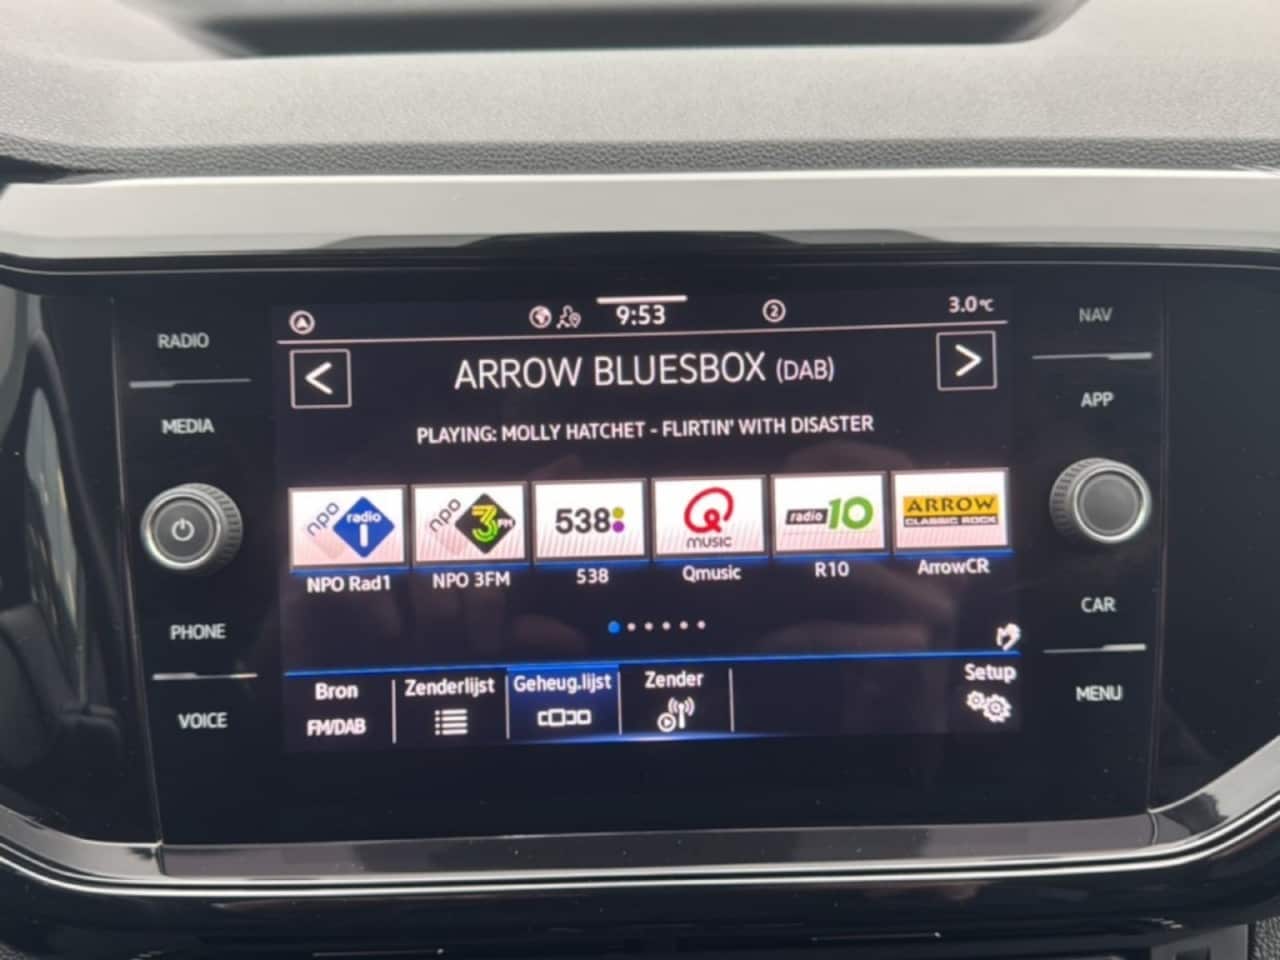 9:53
2
3.0°C
RADIO
MEDIA
PHONE
VOICE
NAV
APP
CAR
MENU
< ARROW BLUESBOX (DAB) >
PLAYING: MOLLY HATCHET - FLIRTIN' WITH DISASTER
npo radio 1
npo 3FM
538
Q MUSIC
radio 10
ARROW
CLASSIC ROCK
NPO Rad1
NPO 3FM
538
Qmusic
R10
ArrowCR
Bron
FM/DAB
Zenderlijst
Geheug.lijst
Zender
Setup